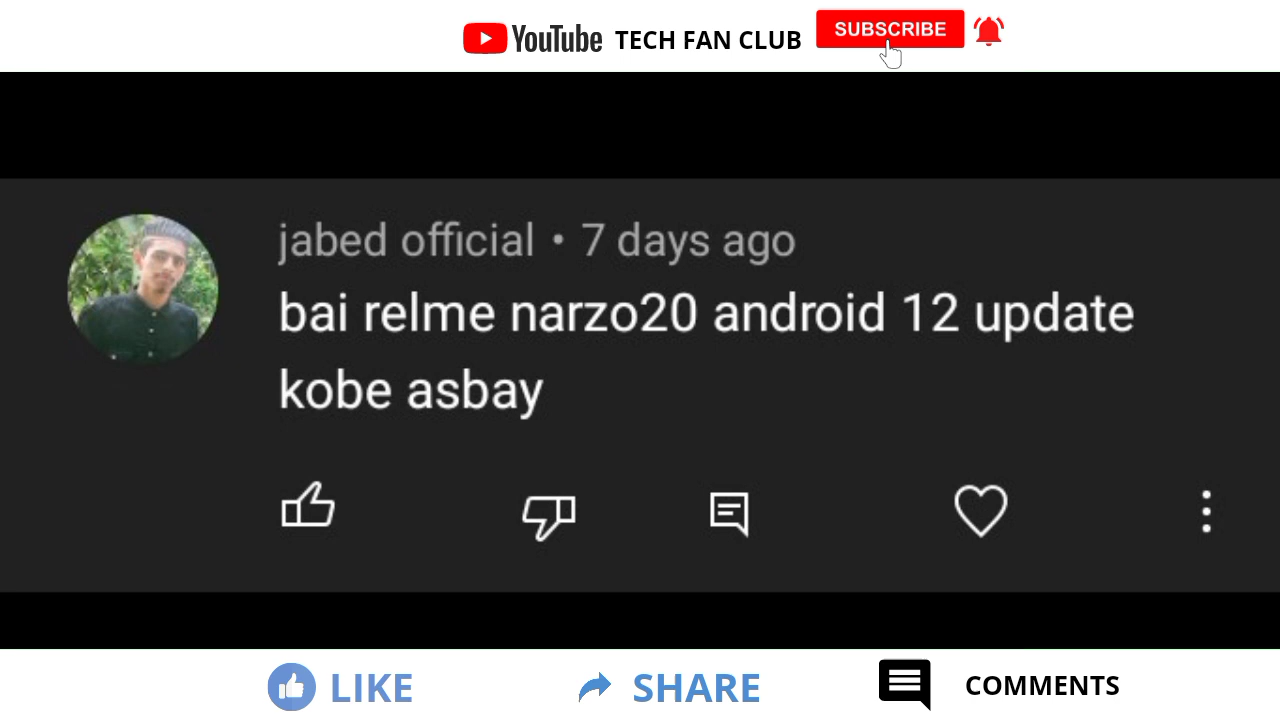 YouTube TECH FAN CLUB SUBSCRIBE
jabed official • 7 days ago
bai relme narzo20 android 12 update
kobe asbay
LIKE SHARE COMMENTS